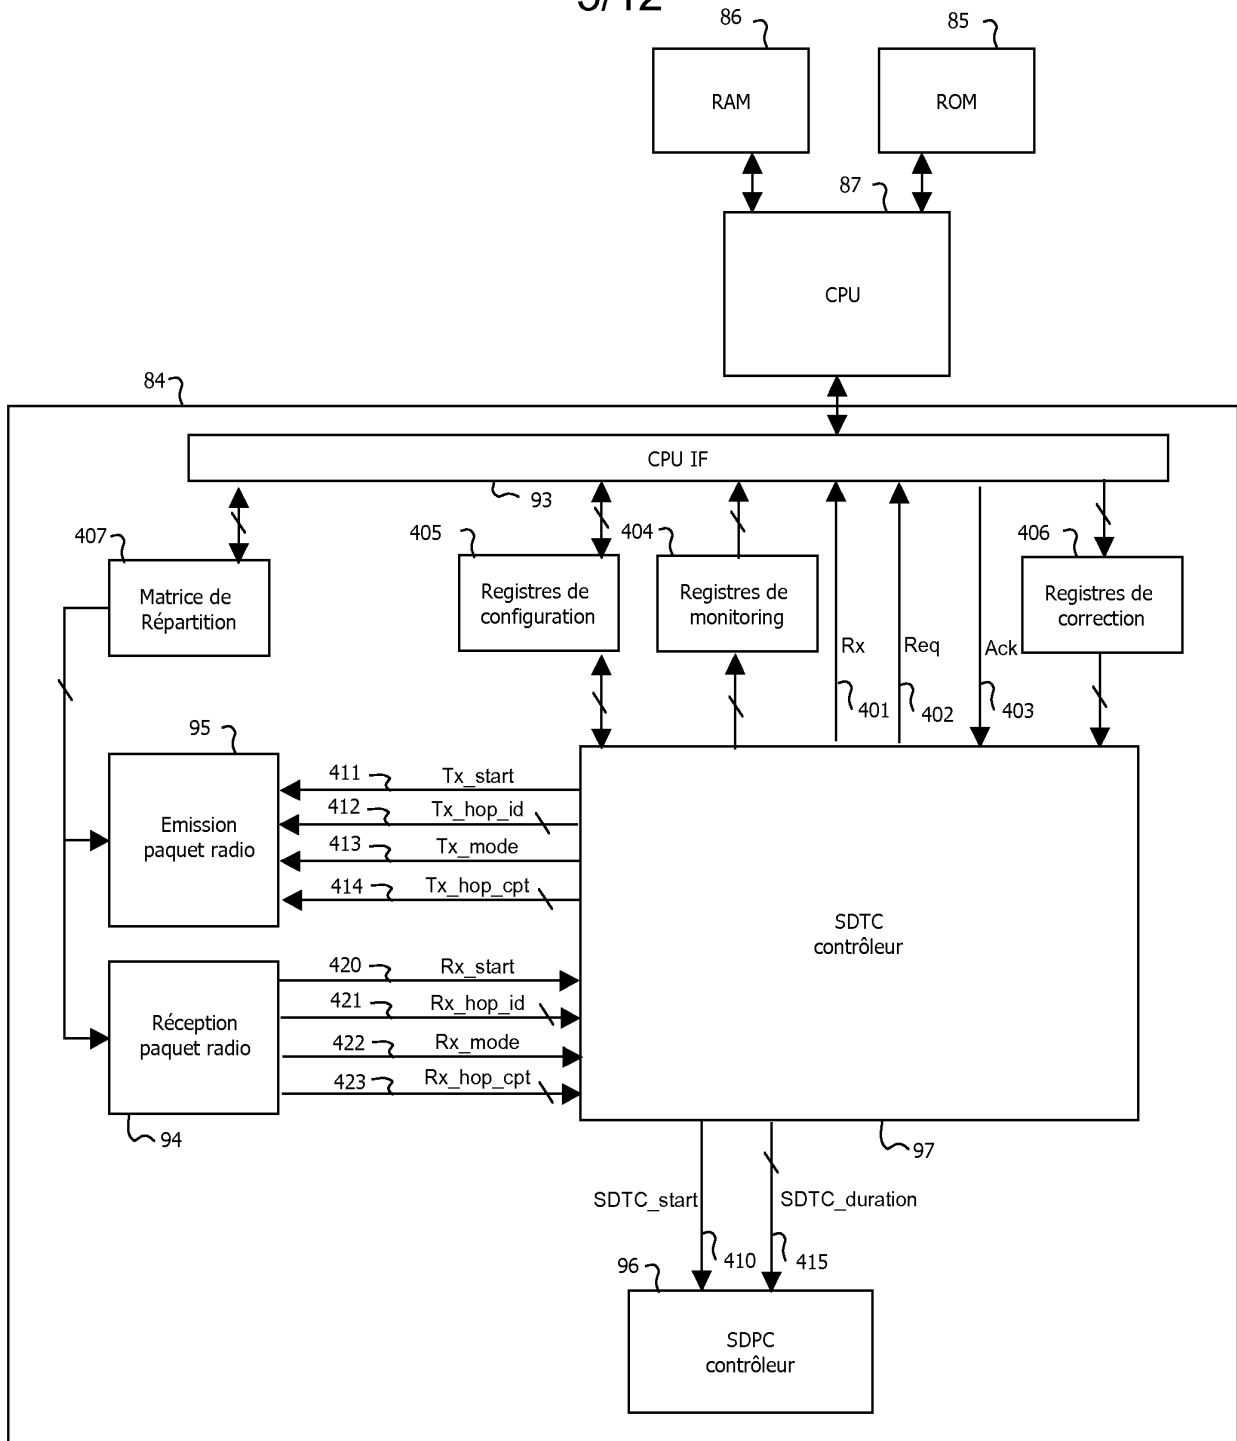 86
85
RAM
ROM
87
CPU
84
CPU IF
93
407
405
404
406
Matrice de
Répartition
Registres de
configuration
Registres de
monitoring
Registres de
correction
Rx
Req
Ack
401
402
403
95
Emission
paquet radio
411
Tx_start
412
Tx_hop_id
413
Tx_mode
414
Tx_hop_cpt
SDTC
contrôleur
Réception
paquet radio
420
Rx_start
421
Rx_hop_id
422
Rx_mode
423
Rx_hop_cpt
94
97
SDTC_start
SDTC_duration
410
415
96
SDPC
contrôleur